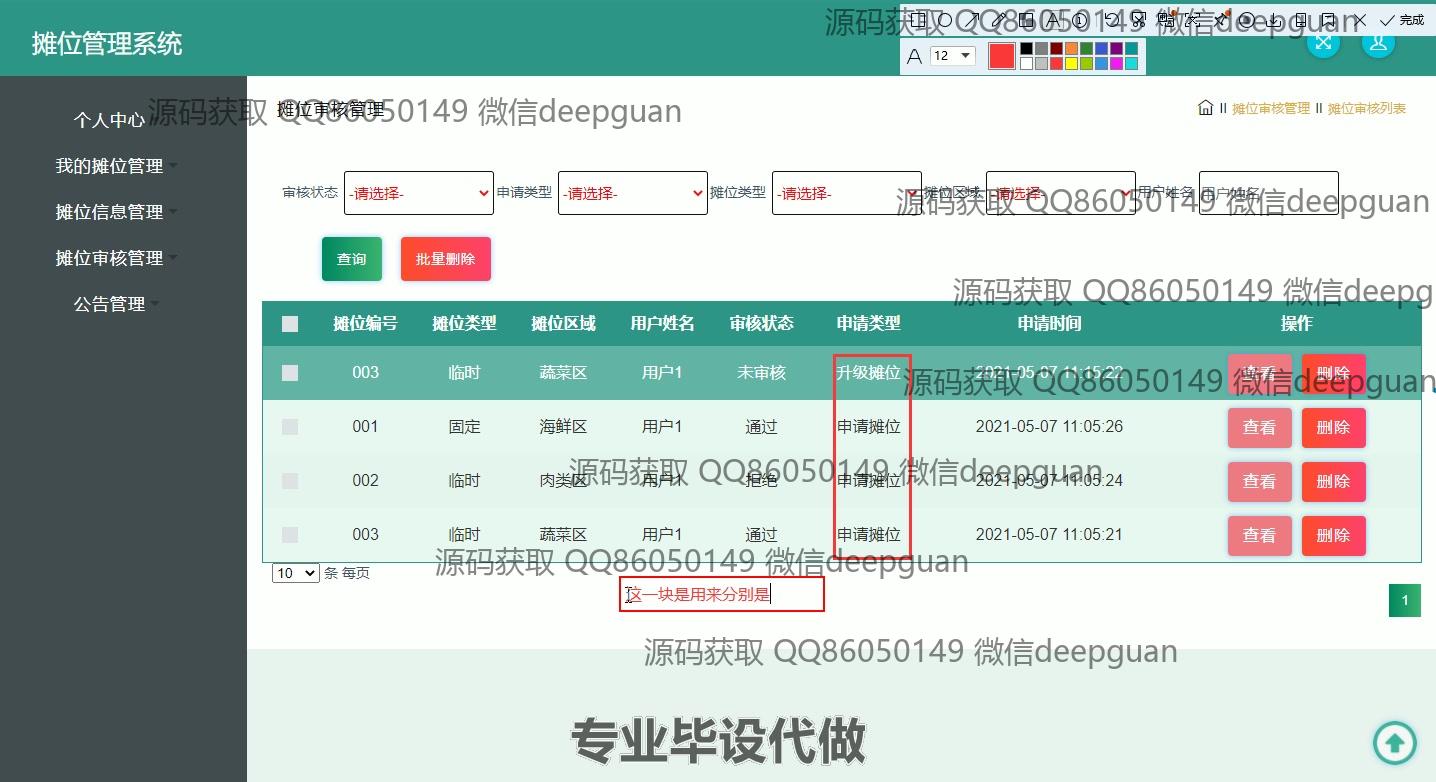 源码获取 QQ86050149 微信deepguan
完成
摊位管理系统
A 12
源码获取 QQ86050149 微信deepguan
摊位审核管理
摊位审核管理 摊位审核列表
个人中心
我的摊位管理
摊位信息管理
摊位审核管理
公告管理
审核状态 -请选择- 申请类型 -请选择- 摊位类型 -请选择- 摊位区域 -请选择- 用户姓名 用户姓名
源码获取 QQ86050149 微信deepguan
查询 批量删除
源码获取 QQ86050149 微信deepg
摊位编号 摊位类型 摊位区域 用户姓名 审核状态 申请类型 申请时间 操作
003 临时 蔬菜区 用户1 未审核 升级摊位 2021-05-07 11:15:22 查看 删除
源码获取 QQ86050149 微信deepguan
001 固定 海鲜区 用户1 通过 申请摊位 2021-05-07 11:05:26 查看 删除
源码获取 QQ86050149 微信deepguan
002 临时 肉类区 用户1 拒绝 申请摊位 2021-05-07 11:05:24 查看 删除
003 临时 蔬菜区 用户1 通过 申请摊位 2021-05-07 11:05:21 查看 删除
源码获取 QQ86050149 微信deepguan
10 条 每页
这一块是用来分别是
1
源码获取 QQ86050149 微信deepguan
专业毕设代做